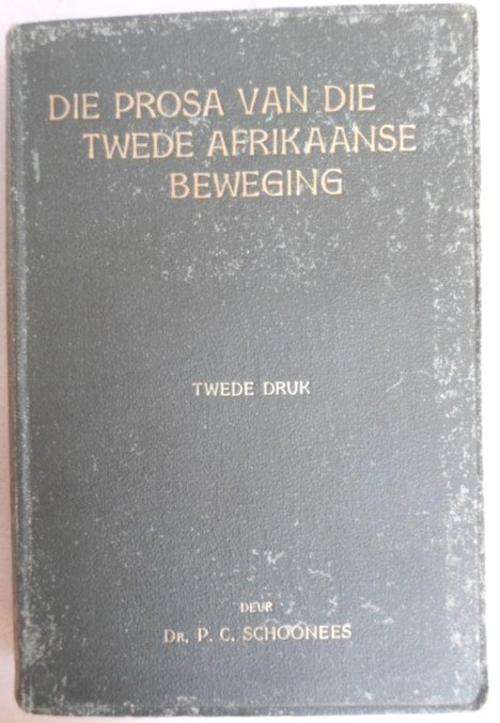 DIE PROSA VAN DIE
TWEDE AFRIKAANSE
BEWEGING
TWEDE DRUK
DEUR
DR. P. C. SCHOONEES